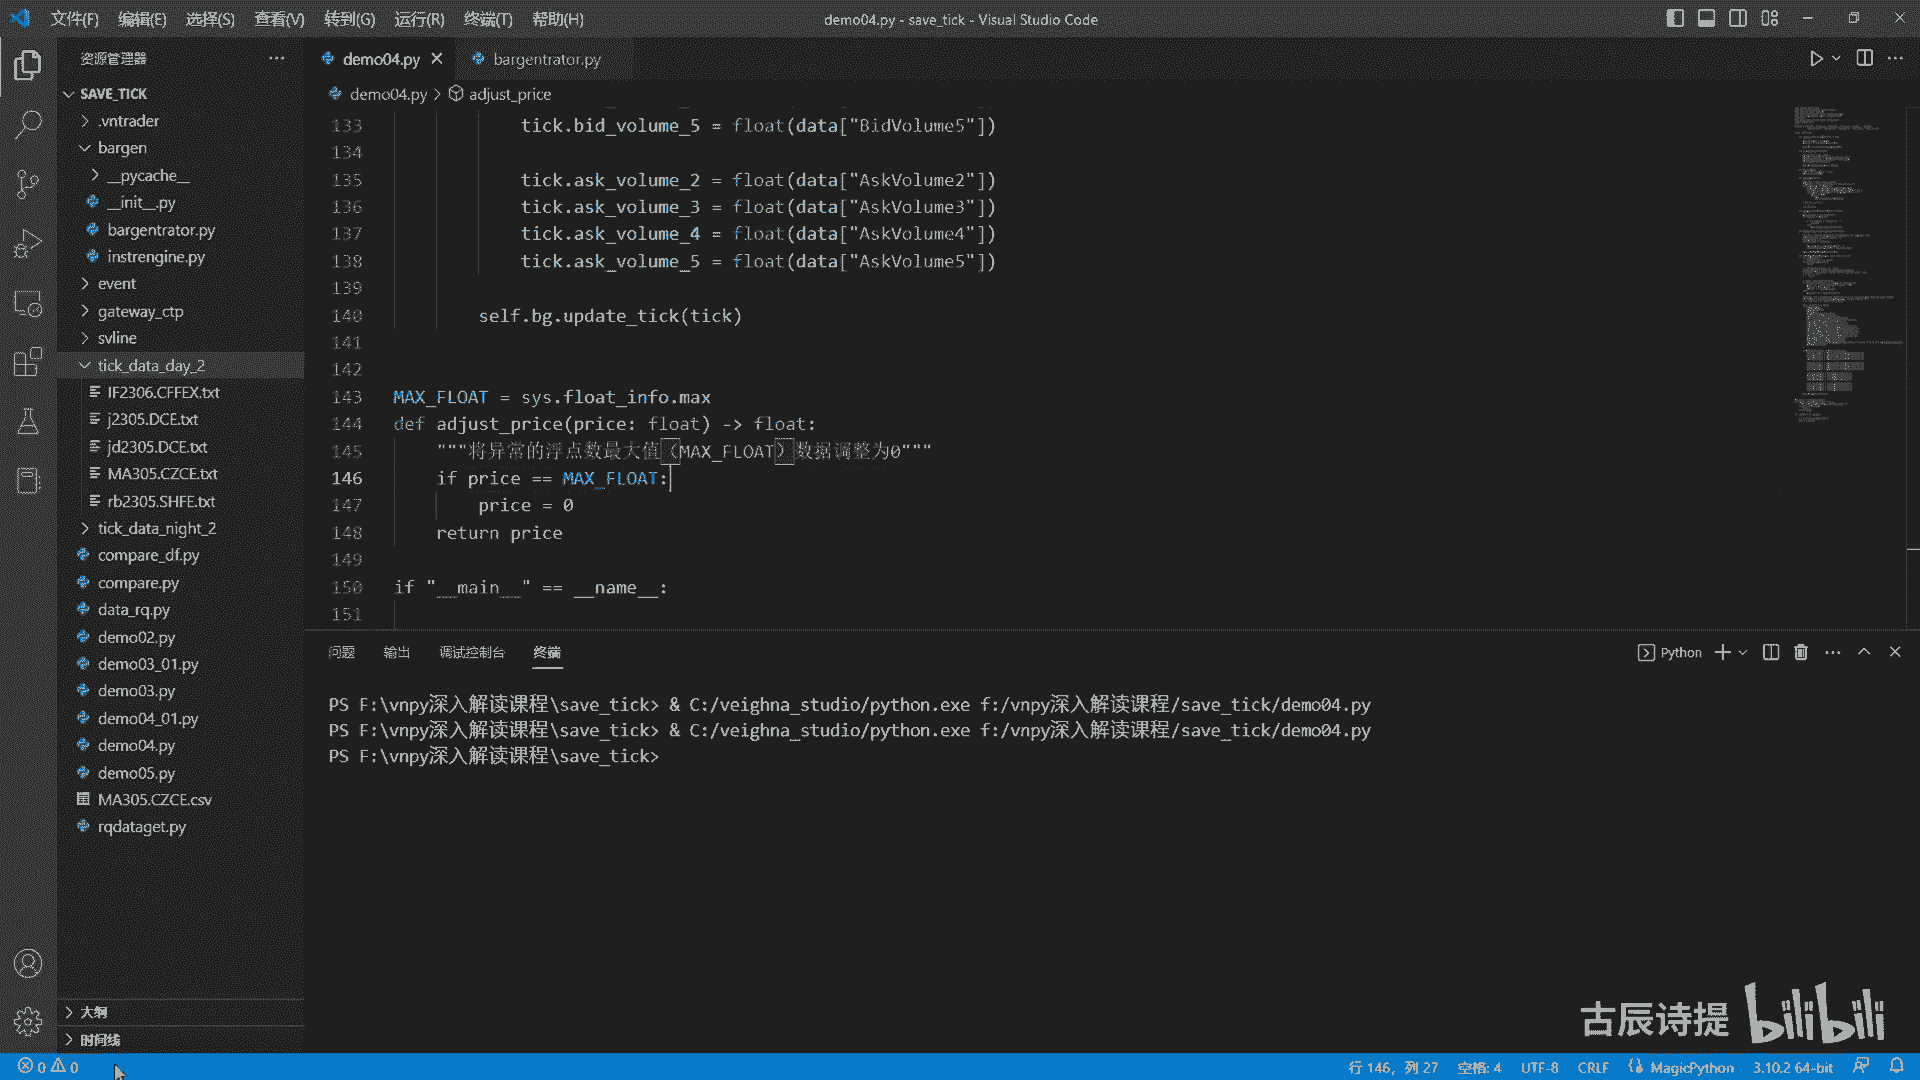 文件(F) 编辑(E) 选择(S) 查看(V) 转到(G) 运行(R) 终端(T) 帮助(H)
demo04.py - save_tick - Visual Studio Code
资源管理器
SAVE_TICK
.vntrader
bargen
__pycache__
__init__.py
bargentrator.py
instrengine.py
event
gateway_ctp
svline
tick_data_day_2
IF2306.CFFEX.txt
j2305.DCE.txt
jd2305.DCE.txt
MA305.CZCE.txt
rb2305.SHFE.txt
tick_data_night_2
compare_df.py
compare.py
data_rq.py
demo02.py
demo03_01.py
demo03.py
demo04_01.py
demo04.py
demo05.py
MA305.CZCE.csv
rqdataget.py
大纲
时间线
demo04.py
bargentrator.py
demo04.py > adjust_price
133 tick.bid_volume_5 = float(data["BidVolume5"])
134
135 tick.ask_volume_2 = float(data["AskVolume2"])
136 tick.ask_volume_3 = float(data["AskVolume3"])
137 tick.ask_volume_4 = float(data["AskVolume4"])
138 tick.ask_volume_5 = float(data["AskVolume5"])
139
140 self.bg.update_tick(tick)
141
142
143 MAX_FLOAT = sys.float_info.max
144 def adjust_price(price: float) -> float:
145 """将异常的浮点数最大值（MAX_FLOAT）数据调整为0"""
146 if price == MAX_FLOAT:
147 price = 0
148 return price
149
150 if "__main__" == __name__:
151
问题 输出 调试控制台 终端
Python
PS F:\vnpy深入解读课程\save_tick> & C:/veighna_studio/python.exe f:/vnpy深入解读课程/save_tick/demo04.py
PS F:\vnpy深入解读课程\save_tick> & C:/veighna_studio/python.exe f:/vnpy深入解读课程/save_tick/demo04.py
PS F:\vnpy深入解读课程\save_tick>
古辰诗提 bilibili
0 0
行 146，列 27 空格: 4 UTF-8 CRLF MagicPython 3.10.2 64-bit